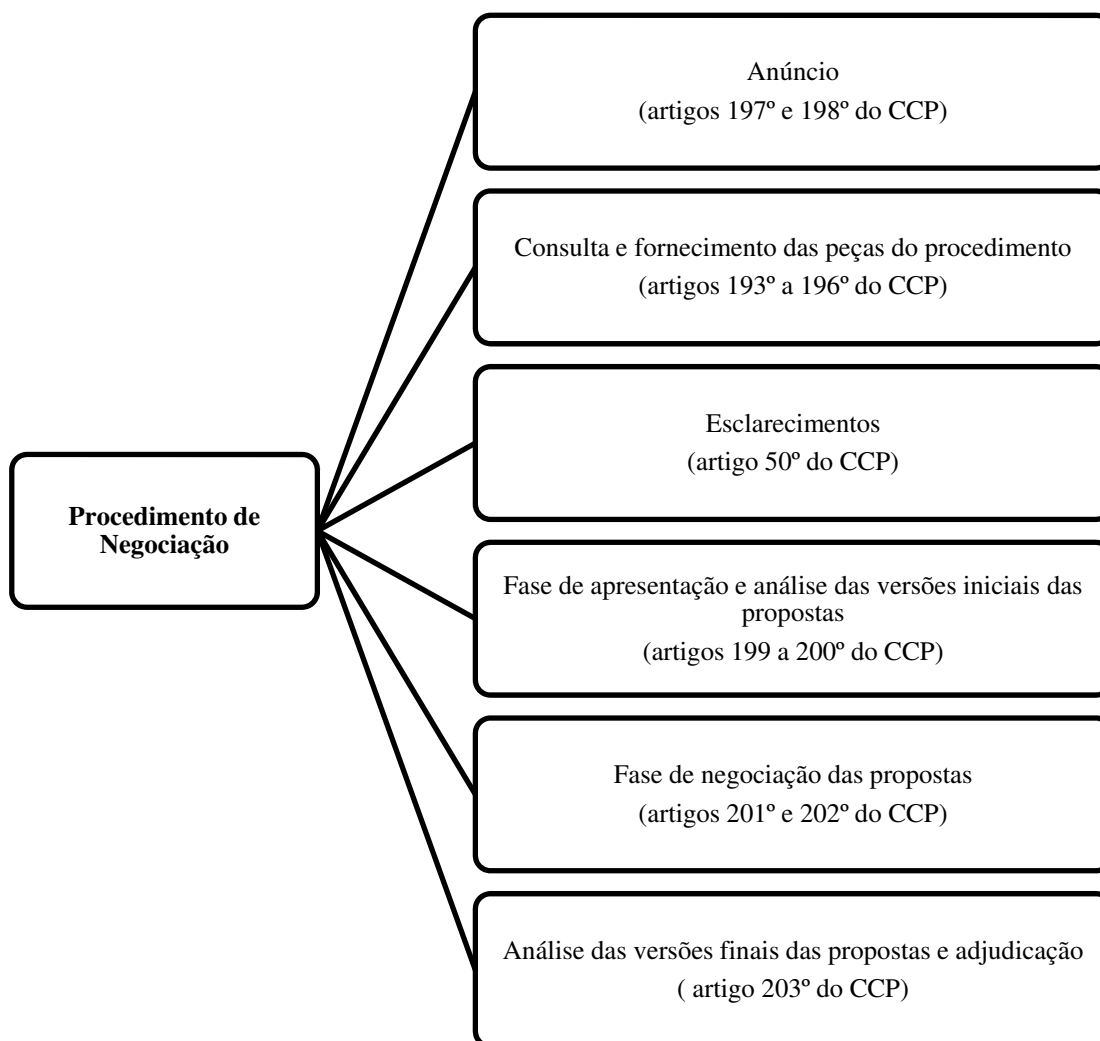 Anúncio
(artigos 197º e 198º do CCP)
Consulta e fornecimento das peças do procedimento
(artigos 193º a 196º do CCP)
Esclarecimentos
(artigo 50º do CCP)
Procedimento de
Negociação
Fase de apresentação e análise das versões iniciais das
propostas
(artigos 199 a 200º do CCP)
Fase de negociação das propostas
(artigos 201º e 202º do CCP)
Análise das versões finais das propostas e adjudicação
( artigo 203º do CCP)